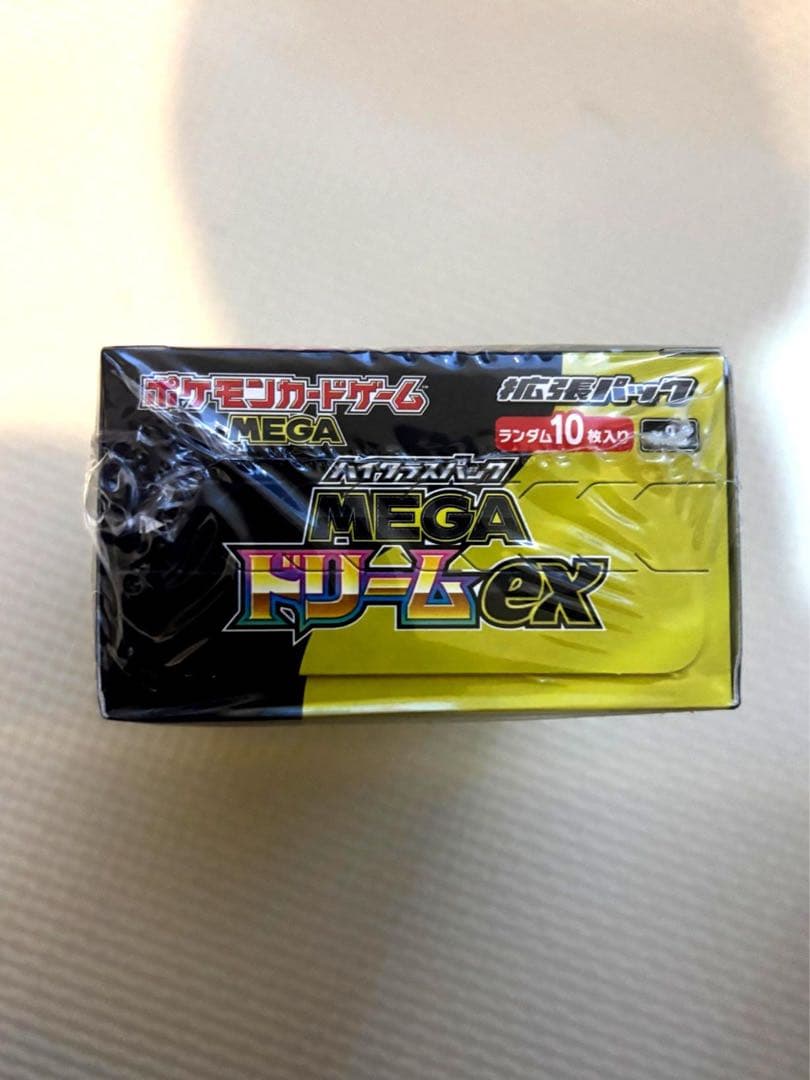 ポケモンカードゲーム™
MEGA
拡張パック
ランダム10枚入り
ハイクラスパック
MEGA
ドリームex